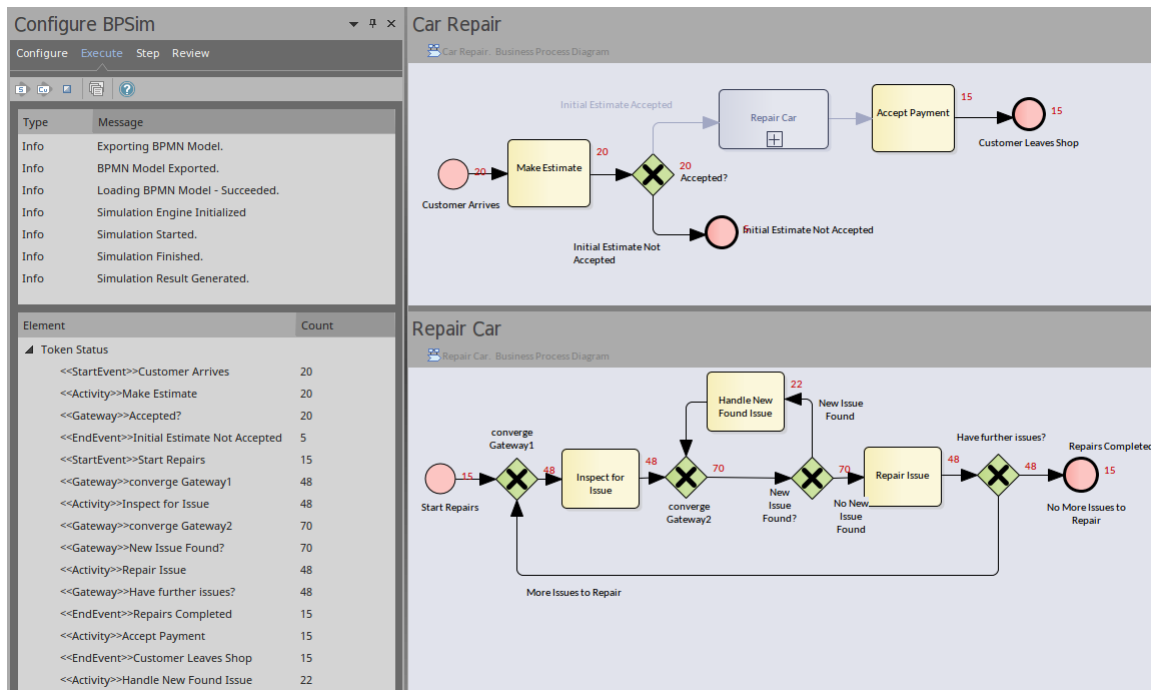 Configure BPSim
Configure Execute Step Review
Type Message
Info Exporting BPMN Model.
Info BPMN Model Exported.
Info Loading BPMN Model - Succeeded.
Info Simulation Engine Initialized
Info Simulation Started.
Info Simulation Finished.
Info Simulation Result Generated.
Element Count
Token Status
<<StartEvent>>Customer Arrives 20
<<Activity>>Make Estimate 20
<<Gateway>>Accepted? 20
<<EndEvent>>Initial Estimate Not Accepted 5
<<StartEvent>>Start Repairs 15
<<Gateway>>converge Gateway1 48
<<Activity>>Inspect for Issue 48
<<Gateway>>converge Gateway2 70
<<Gateway>>New Issue Found? 70
<<Activity>>Repair Issue 48
<<Gateway>>Have further issues? 48
<<EndEvent>>Repairs Completed 15
<<Activity>>Accept Payment 15
<<EndEvent>>Customer Leaves Shop 15
<<Activity>>Handle New Found Issue 22
Car Repair
Car Repair. Business Process Diagram
Initial Estimate Accepted
Repair Car
Accept Payment
15
15
Customer Leaves Shop
20
Customer Arrives
Make Estimate
20
20
Accepted?
Initial Estimate Not
Accepted
5
Initial Estimate Not Accepted
Repair Car
Repair Car. Business Process Diagram
Handle New
Found Issue
22
New Issue
Found
converge
Gateway1
Have further issues?
Repairs Completed
15
Start Repairs
48
Inspect for
Issue
48
converge
Gateway2
70
New
Issue
Found?
70
No New
Issue
Found
Repair Issue
48
48
15
No More Issues to
Repair
More Issues to Repair